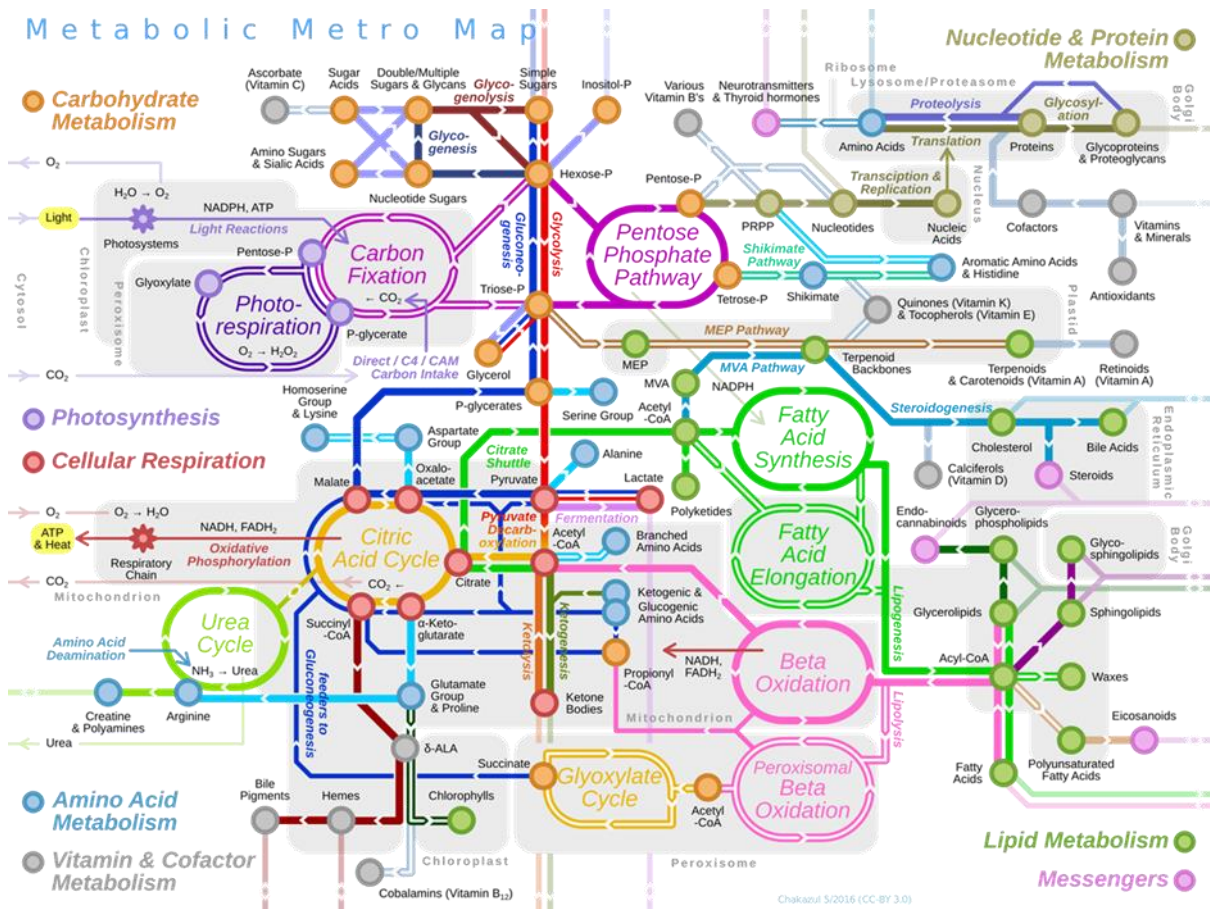 Metabolic Metro Map
Nucleotide & Protein
Metabolism
Carbohydrate
Metabolism
Ascorbate
(Vitamin C)
Sugar
Acids
Double/Multiple
Sugars & Glycans
Glyco-
genolysis
Simple
Sugars
Inositol-P
Various
Vitamin B's
Neurotransmitters
& Thyroid hormones
Ribosome
Lysosome/Proteasome
Proteolysis
Glycosyl-
ation
Golgi
Body
Amino Sugars
& Sialic Acids
Glyco-
genesis
Nucleotide Sugars
Hexose-P
Amino Acids
Translation
Proteins
Glycoproteins
& Proteoglycans
O₂
H₂O → O₂
Light
Photosystems
NADPH, ATP
Light Reactions
Pentose-P
Glyoxylate
Carbon
Fixation
← CO₂
Photo-
respiration
O₂ → H₂O₂
P-glycerate
Direct / C4 / CAM
Carbon Intake
Cytosol
Chloroplast
Peroxisome
CO₂
Gluconeo-
genesis
Glycolysis
Triose-P
Glycerol
Pentose-P
Pentose
Phosphate
Pathway
Tetrose-P
PRPP
Nucleotides
Transciption &
Replication
Nucleic
Acids
Nucleus
Cofactors
Vitamins
& Minerals
Antioxidants
Shikimate
Pathway
Shikimate
Aromatic Amino Acids
& Histidine
Quinones (Vitamin K)
& Tocopherols (Vitamin E)
Plastid
MEP Pathway
MEP
MVA Pathway
Terpenoid
Backbones
Terpenoids
& Carotenoids (Vitamin A)
Retinoids
(Vitamin A)
Photosynthesis
Cellular Respiration
Homoserine
Group
& Lysine
P-glycerates
Serine Group
MVA
Acetyl
-CoA
NADPH
Fatty
Acid
Synthesis
Steroidogenesis
Cholesterol
Bile Acids
Endoplasmic
Reticulum
Calciferols
(Vitamin D)
Steroids
Aspartate
Group
Citrate
Shuttle
Alanine
Malate
Oxalo-
acetate
Pyruvate
Lactate
Polyketides
O₂
O₂ → H₂O
ATP
& Heat
NADH, FADH₂
Oxidative
Phosphorylation
Respiratory
Chain
CO₂
Mitochondrion
Citric
Acid Cycle
CO₂ ←
Citrate
Pyruvate
Decarb-
oxylation
Fermentation
Acetyl
-CoA
Branched
Amino Acids
Fatty
Acid
Elongation
Endo-
cannabinoids
Glycero-
phospholipids
Glyco-
sphingolipids
Golgi
Body
Urea
Cycle
Amino Acid
Deamination
NH₃ → Urea
Succinyl
-CoA
α-Keto-
glutarate
Ketolysis
Ketogenesis
Ketogenic &
Glucogenic
Amino Acids
Propionyl
-CoA
NADH,
FADH₂
Beta
Oxidation
Lipogenesis
Glycerolipids
Sphingolipids
Acyl-CoA
Waxes
Creatine
& Polyamines
Arginine
Glutamate
Group
& Proline
feeders to
Gluconeogenesis
Ketone
Bodies
Mitochondrion
Lipolysis
Eicosanoids
Urea
δ-ALA
Succinate
Glyoxylate
Cycle
Acetyl
-CoA
Peroxisomal
Beta
Oxidation
Fatty
Acids
Polyunsaturated
Fatty Acids
Amino Acid
Metabolism
Bile
Pigments
Hemes
Chlorophylls
Chloroplast
Peroxisome
Lipid Metabolism
Vitamin & Cofactor
Metabolism
Cobalamins (Vitamin B₁₂)
Messengers
Chakazul 5/2016 (CC-BY 3.0)